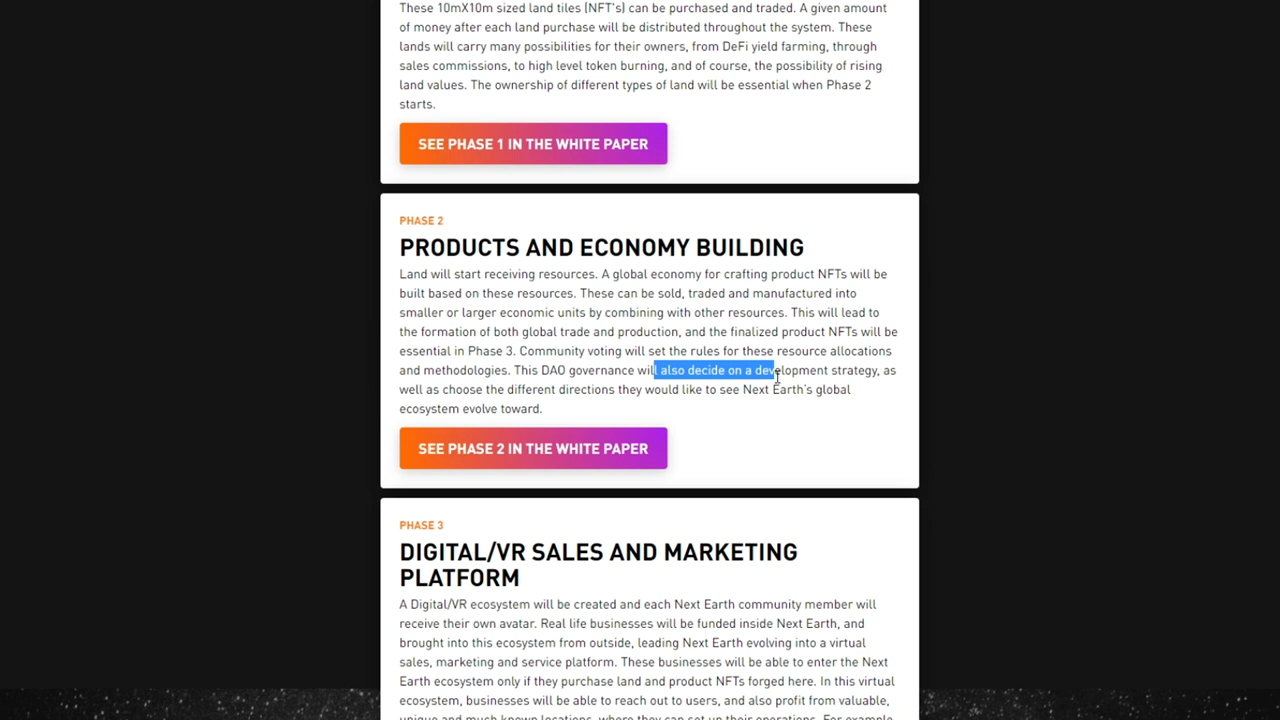 These 10mX10m sized land tiles (NFT's) can be purchased and traded. A given amount
of money after each land purchase will be distributed throughout the system. These
lands will carry many possibilities for their owners, from DeFi yield farming, through
sales commissions, to high level token burning, and of course, the possibility of rising
land values. The ownership of different types of land will be essential when Phase 2
starts.
SEE PHASE 1 IN THE WHITE PAPER
PHASE 2
PRODUCTS AND ECONOMY BUILDING
Land will start receiving resources. A global economy for crafting product NFTs will be
built based on these resources. These can be sold, traded and manufactured into
smaller or larger economic units by combining with other resources. This will lead to
the formation of both global trade and production, and the finalized product NFTs will be
essential in Phase 3. Community voting will set the rules for these resource allocations
and methodologies. This DAO governance will also decide on a development strategy, as
well as choose the different directions they would like to see Next Earth's global
ecosystem evolve toward.
SEE PHASE 2 IN THE WHITE PAPER
PHASE 3
DIGITAL/VR SALES AND MARKETING
PLATFORM
A Digital/VR ecosystem will be created and each Next Earth community member will
receive their own avatar. Real life businesses will be funded inside Next Earth, and
brought into this ecosystem from outside, leading Next Earth evolving into a virtual
sales, marketing and service platform. These businesses will be able to enter the Next
Earth ecosystem only if they purchase land and product NFTs forged here. In this virtual
ecosystem, businesses will be able to reach out to users, and also profit from valuable,
unique and much known locations, where they can set up their operations. For example